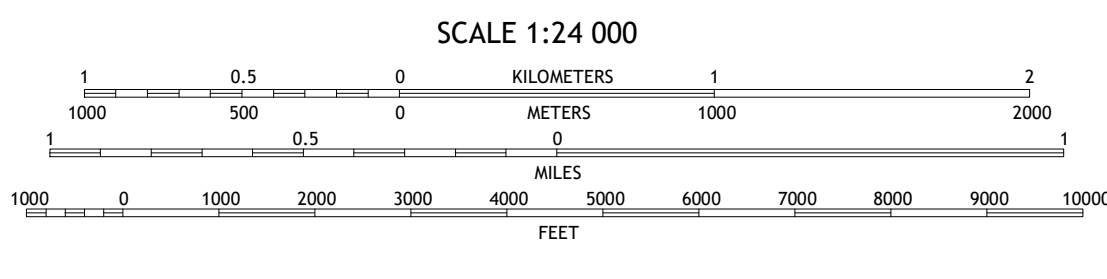 SCALE 1:24 000
1 0.5 0 KILOMETERS 1 2
1000 500 0 METERS 1000 2000
1 0.5 0 1
MILES
1000 0 1000 2000 3000 4000 5000 6000 7000 8000 9000 10000
FEET